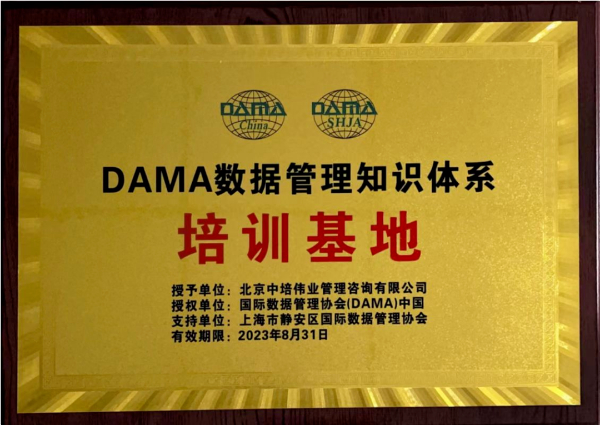 DAMA China
DAMA SHJA
DAMA数据管理知识体系
培训基地
授予单位：北京中培伟业管理咨询有限公司
授权单位：国际数据管理协会(DAMA)中国
支持单位：上海市静安区国际数据管理协会
有效期限：2023年8月31日